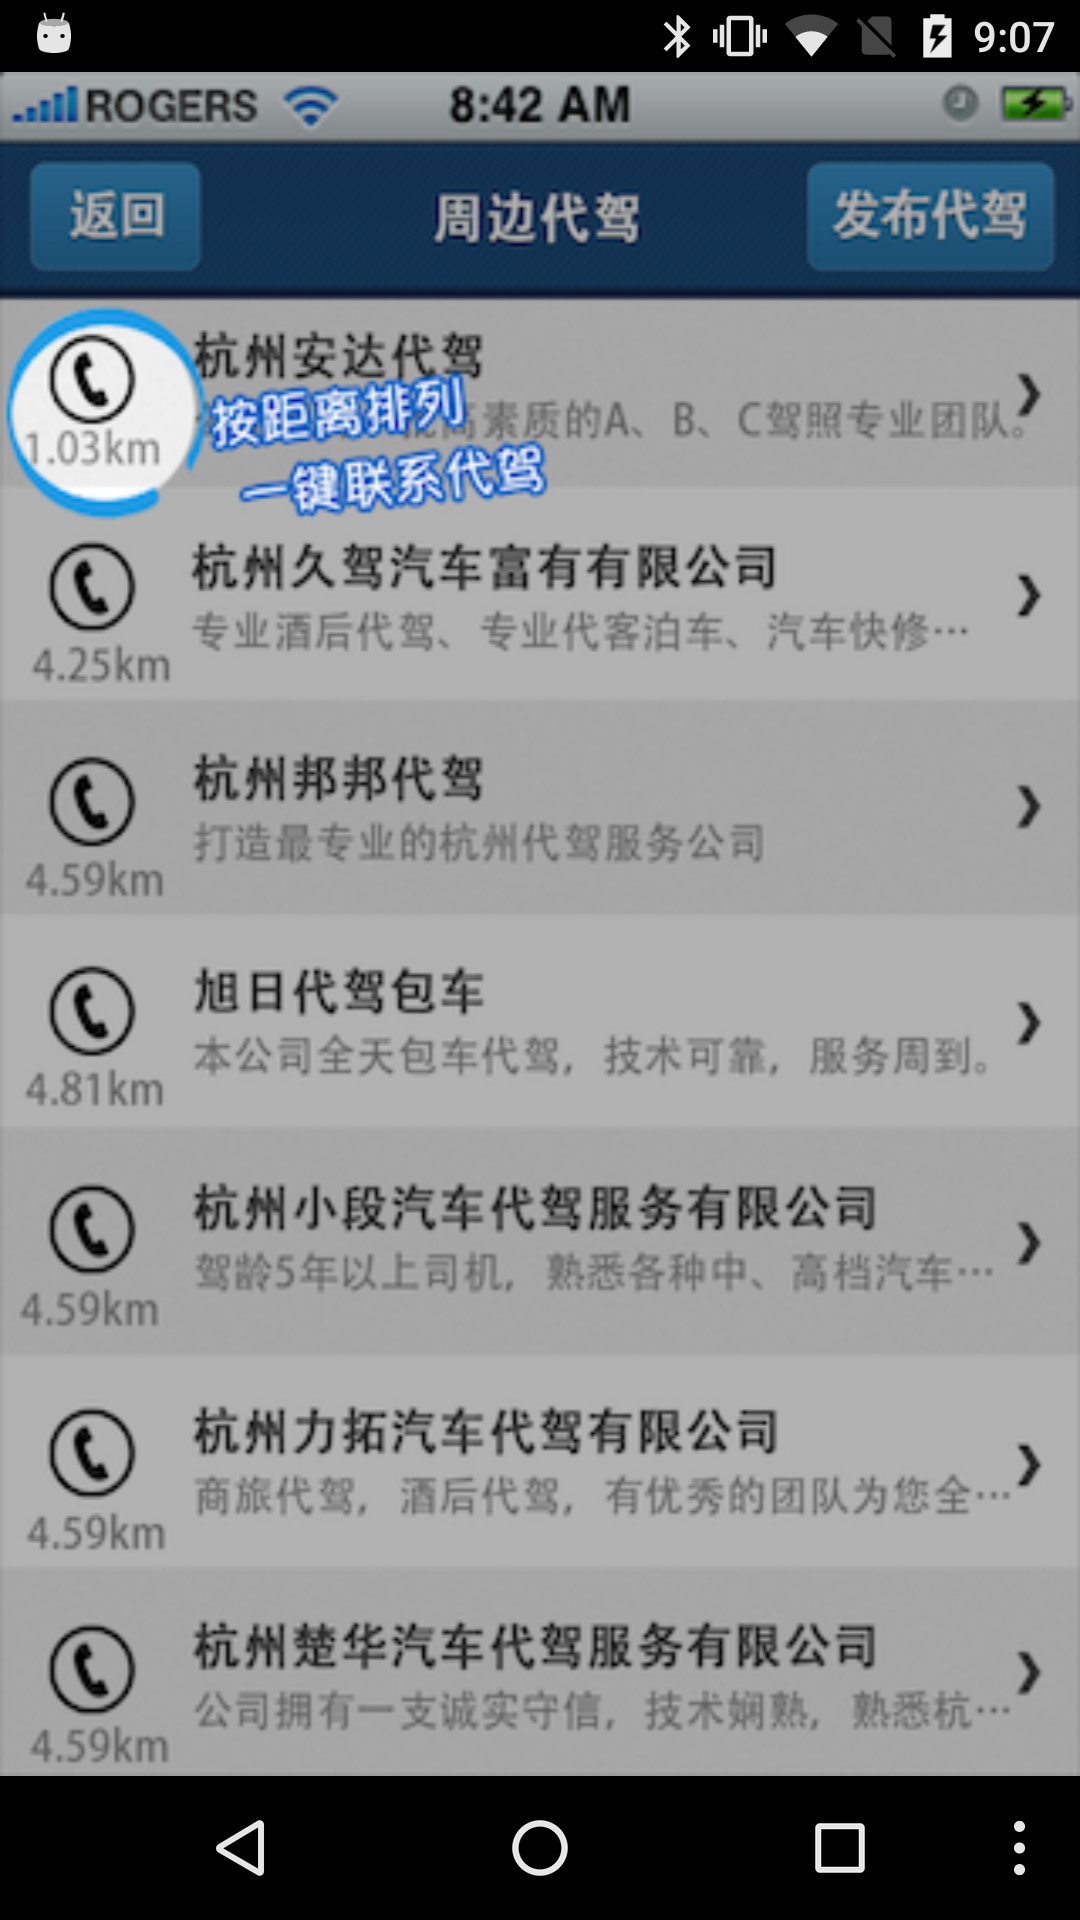 9:07
ROGERS 8:42 AM
返回 周边代驾 发布代驾
杭州安达代驾
高素质的A、B、C驾照专业团队。
1.03km
按距离排列
一键联系代驾
杭州久驾汽车富有有限公司
专业酒后代驾、专业代客泊车、汽车快修…
4.25km
杭州邦邦代驾
打造最专业的杭州代驾服务公司
4.59km
旭日代驾包车
本公司全天包车代驾，技术可靠，服务周到。
4.81km
杭州小段汽车代驾服务有限公司
驾龄5年以上司机，熟悉各种中、高档汽车…
4.59km
杭州力拓汽车代驾有限公司
商旅代驾，酒后代驾，有优秀的团队为您全…
4.59km
杭州楚华汽车代驾服务有限公司
公司拥有一支诚实守信，技术娴熟，熟悉杭…
4.59km